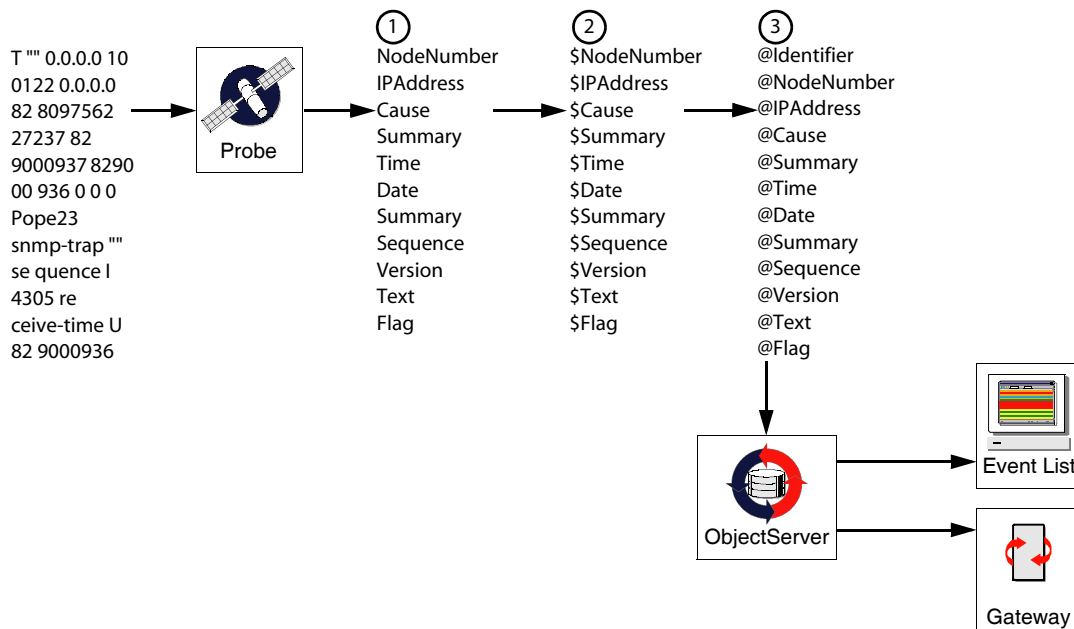 T "" 0.0.0.0 10
0122 0.0.0.0
82 8097562
27237 82
9000937 8290
00 936 0 0 0
Pope23
snmp-trap ""
se quence I
4305 re
ceive-time U
82 9000936
Probe
1
NodeNumber
IPAddress
Cause
Summary
Time
Date
Summary
Sequence
Version
Text
Flag
2
$NodeNumber
$IPAddress
$Cause
$Summary
$Time
$Date
$Summary
$Sequence
$Version
$Text
$Flag
3
@Identifier
@NodeNumber
@IPAddress
@Cause
@Summary
@Time
@Date
@Summary
@Sequence
@Version
@Text
@Flag
ObjectServer
Event List
Gateway